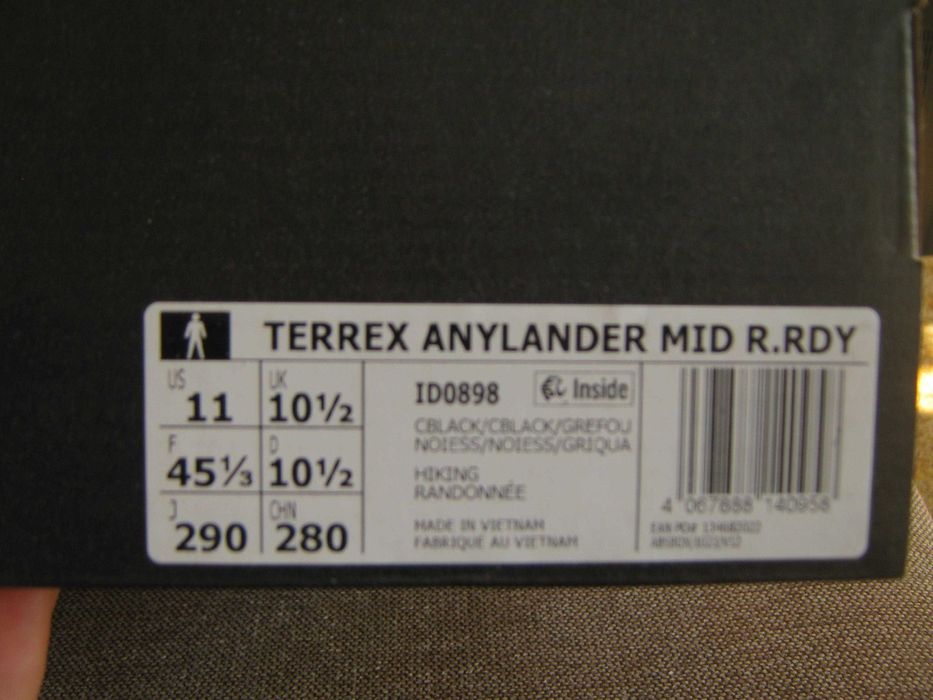 TERREX ANYLANDER MID R.RDY
US
11
UK
10½
F
45⅓
D
10½
J
290
CHN
280
ID0898
Inside
CBLACK/CBLACK/GREFOU
NOIESS/NOIESS/GRIQUA
HIKING
RANDONNÉE
MADE IN VIETNAM
FABRIQUE AU VIETNAM
4 067888 140958